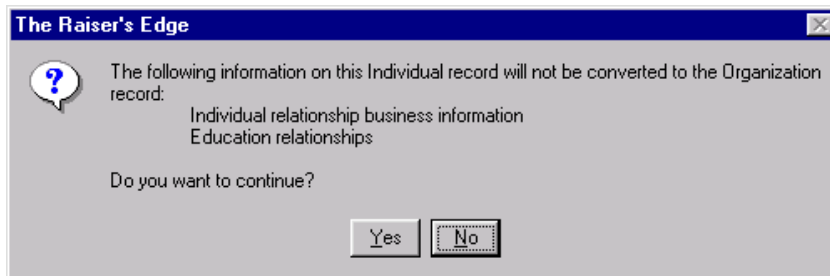 The Raiser's Edge
The following information on this Individual record will not be converted to the Organization
record:
Individual relationship business information
Education relationships
Do you want to continue?
Yes No